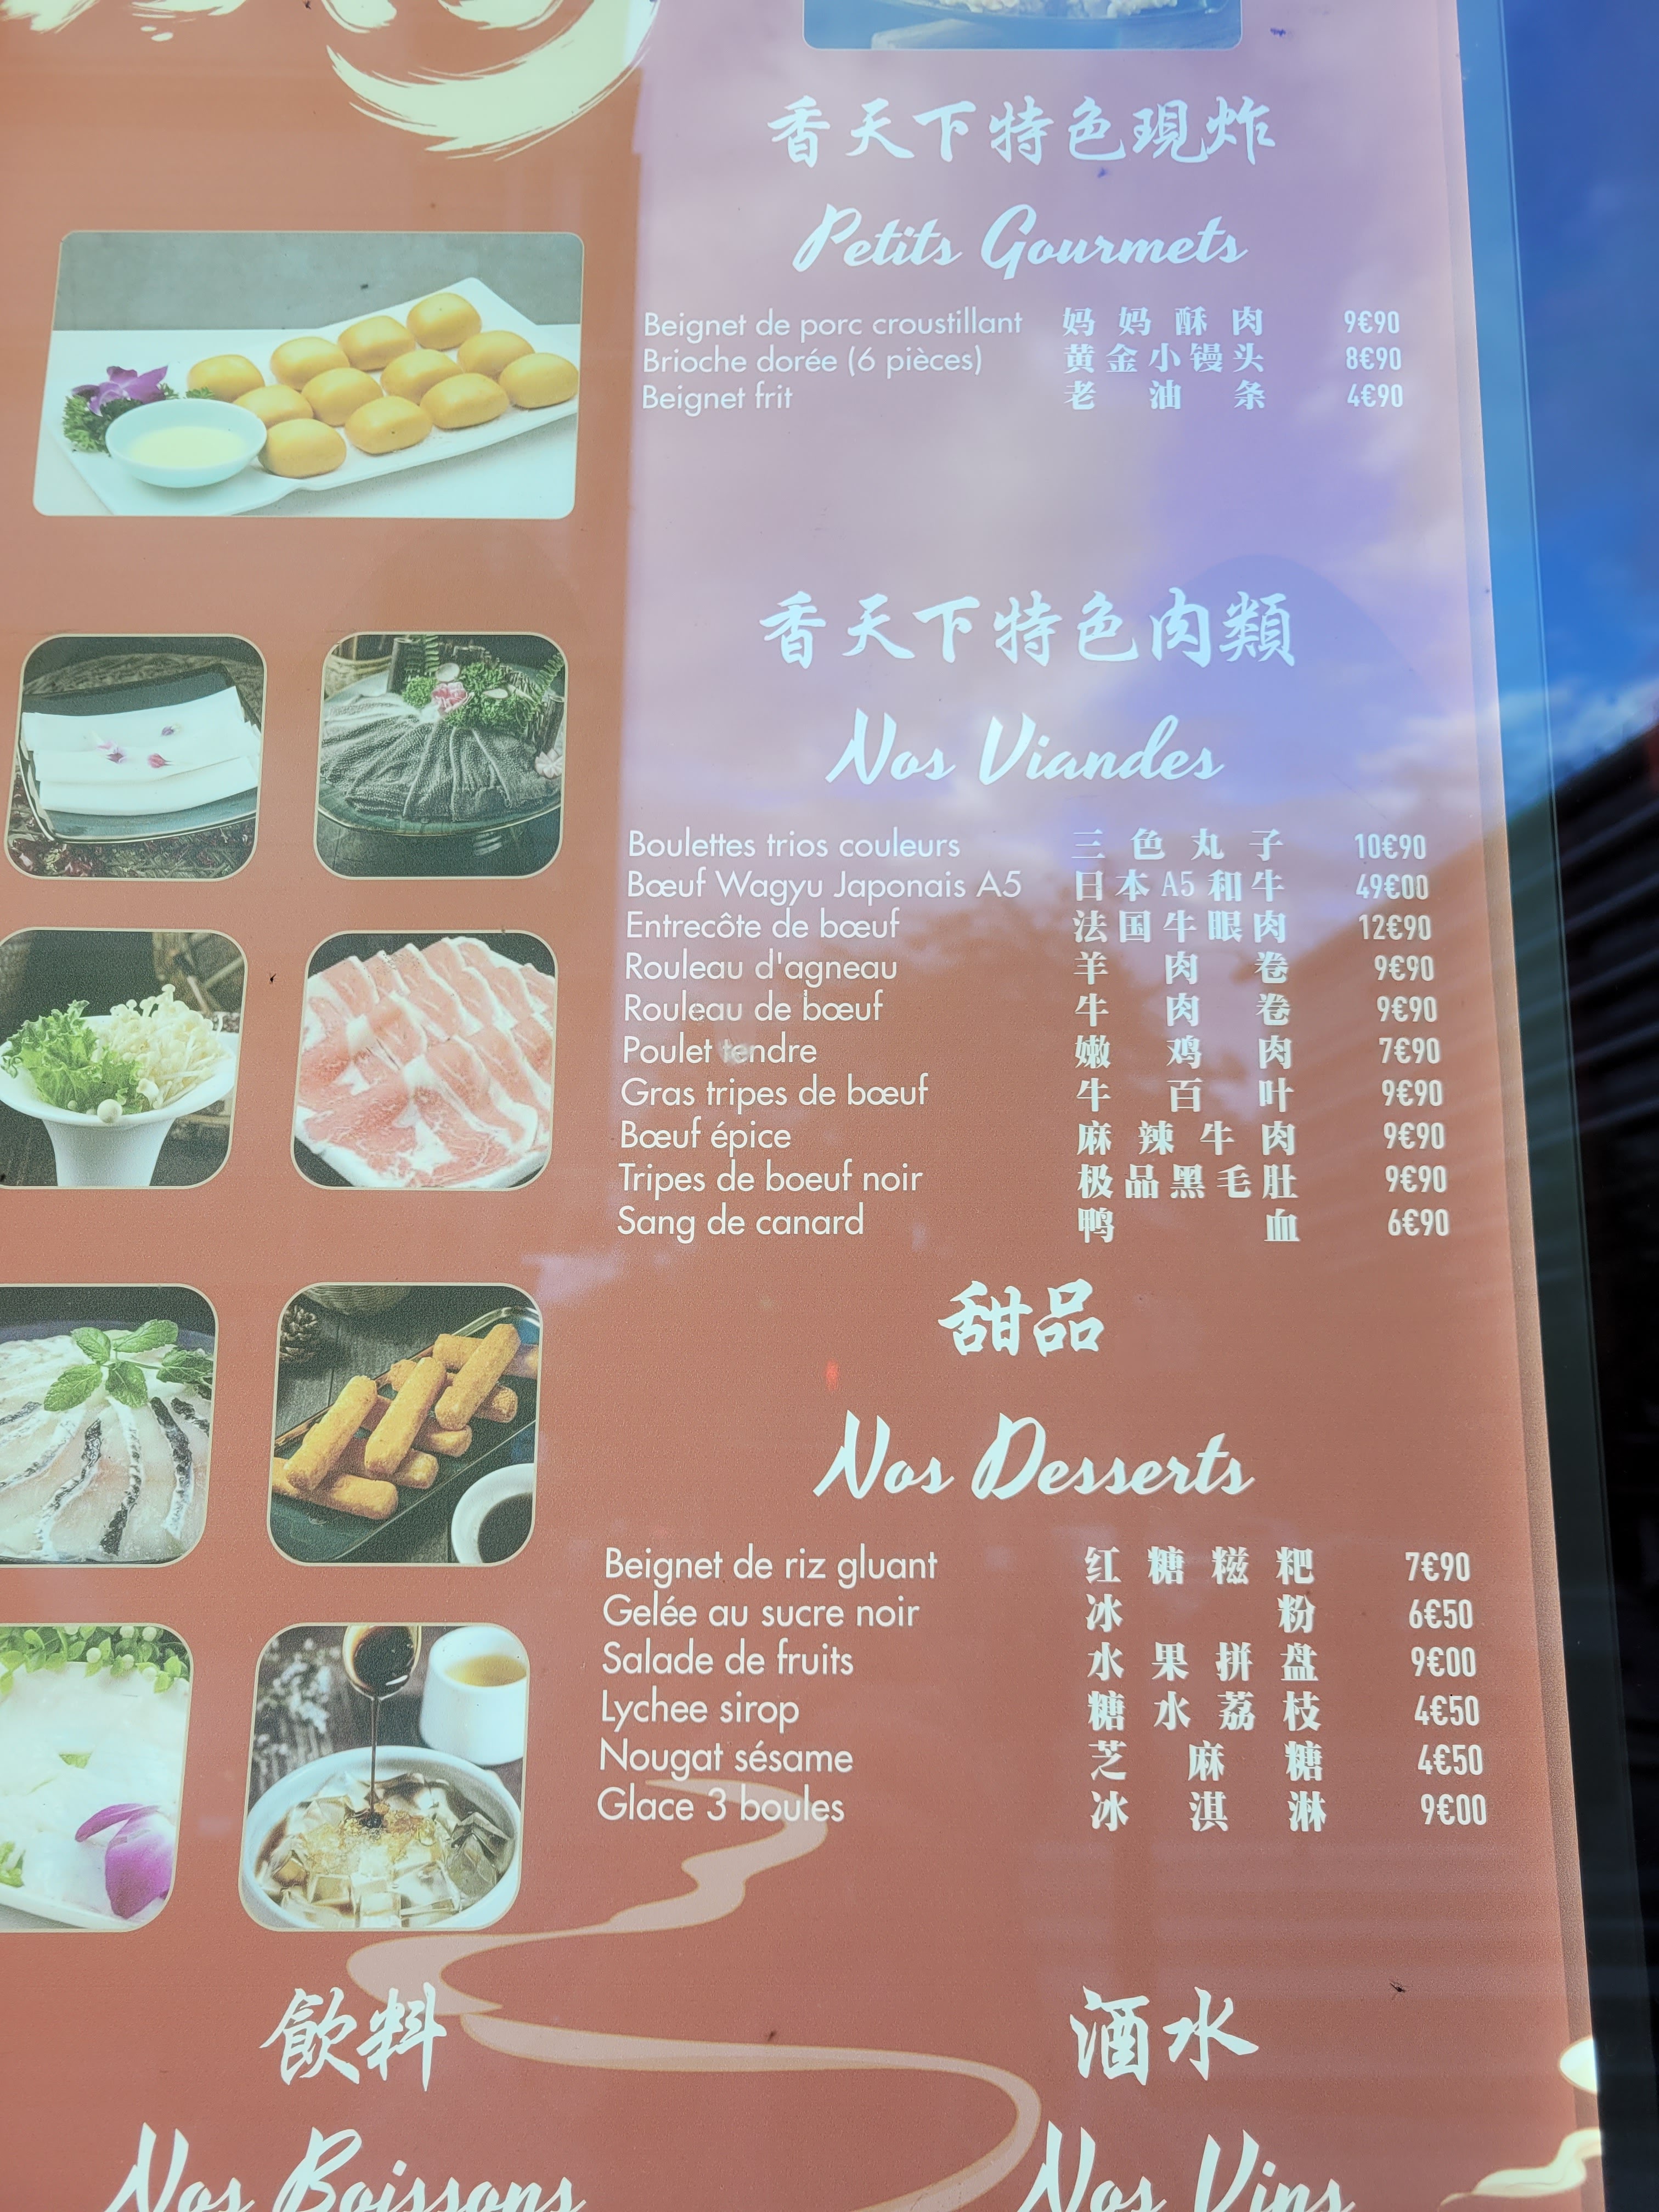 香天下特色現炸
Petits Gourmets
Beignet de porc croustillant 妈妈酥肉 9€90
Brioche dorée (6 pièces) 黄金小馒头 8€90
Beignet frit 老油条 4€90
香天下特色肉類
Nos Viandes
Boulettes trios couleurs 三色丸子 10€90
Bœuf Wagyu Japonais A5 日本A5和牛 49€00
Entrecôte de bœuf 法国牛眼肉 12€90
Rouleau d'agneau 羊肉卷 9€90
Rouleau de bœuf 牛肉卷 9€90
Poulet tendre 嫩鸡肉 7€90
Gras tripes de bœuf 牛百叶 9€90
Bœuf épice 麻辣牛肉 9€90
Tripes de boeuf noir 极品黑毛肚 9€90
Sang de canard 鸭血 6€90
甜品
Nos Desserts
Beignet de riz gluant 红糖糍粑 7€90
Gelée au sucre noir 冰粉 6€50
Salade de fruits 水果拼盘 9€00
Lychee sirop 糖水荔枝 4€50
Nougat sésame 芝麻糖 4€50
Glace 3 boules 冰淇淋 9€00
飲料
Nos Boissons
酒水
Nos Vins